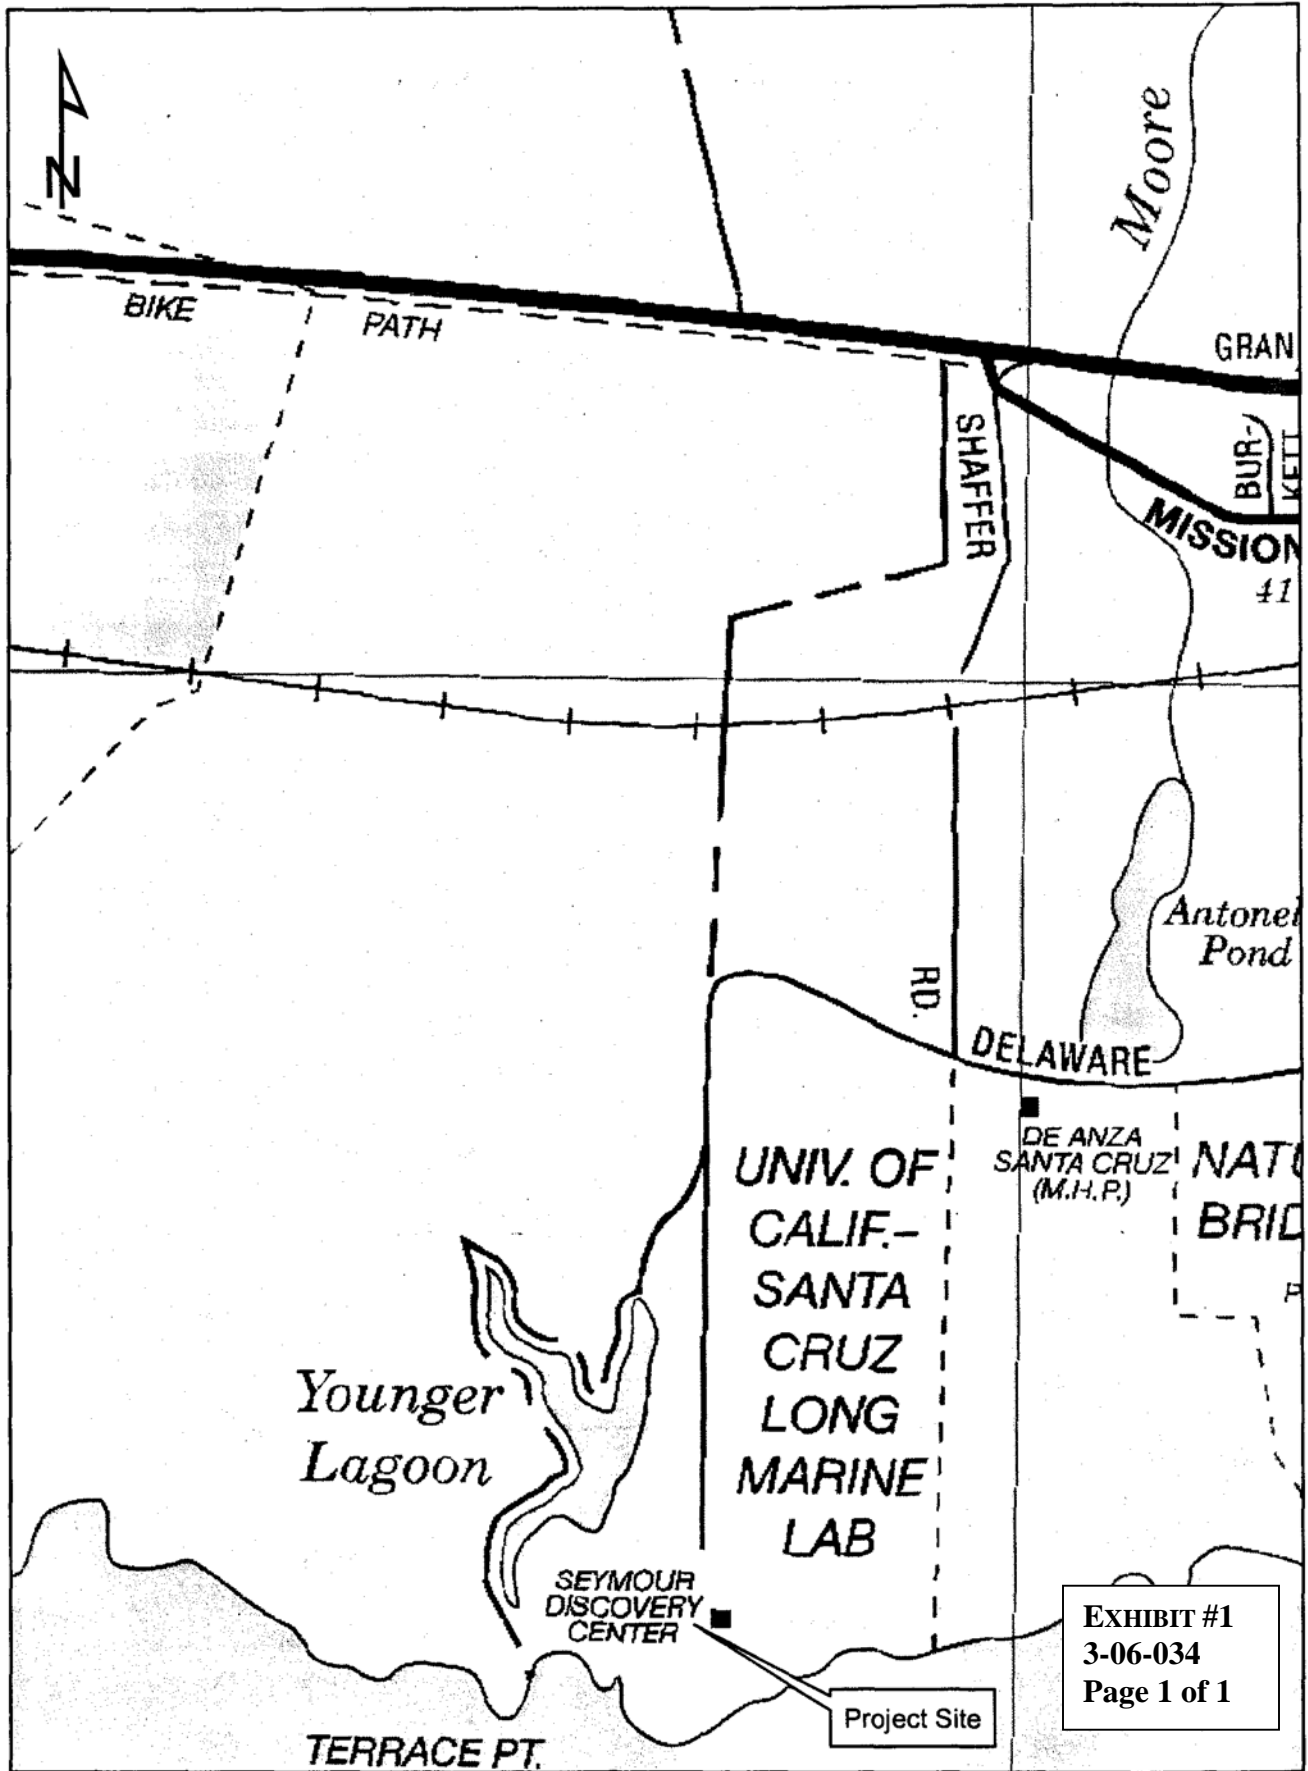 N
Moore
BIKE
PATH
GRAN
SHAFFER
BUR-
KETT
MISSION
41
Antonel
Pond
RD.
DELAWARE
DE ANZA
SANTA CRUZ
(M.H.P.)
NATU
BRID
P
UNIV. OF
CALIF.-
SANTA
CRUZ
LONG
MARINE
LAB
Younger
Lagoon
SEYMOUR
DISCOVERY
CENTER
EXHIBIT #1
3-06-034
Page 1 of 1
Project Site
TERRACE PT.